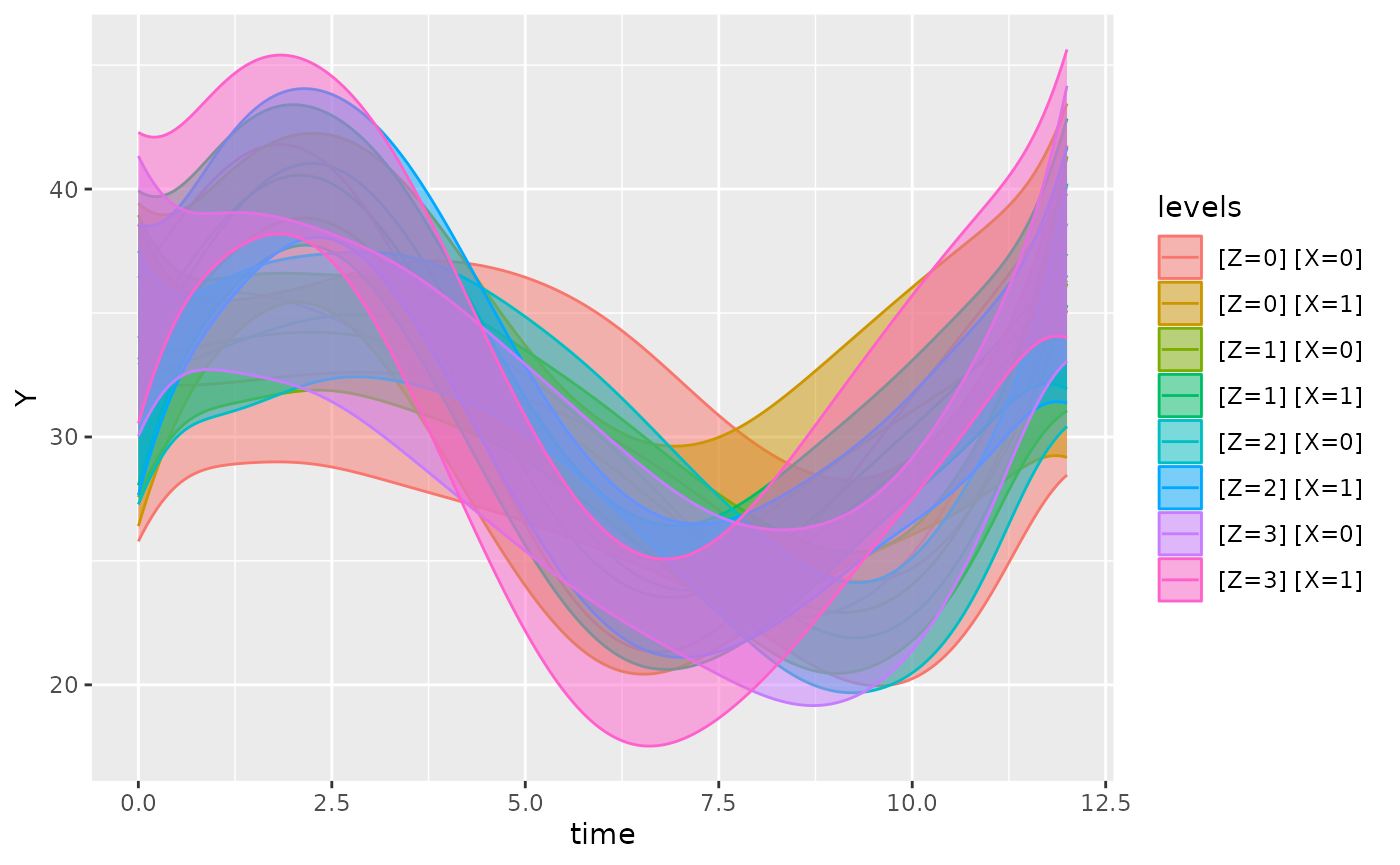 40
30
20
Y
0.0 2.5 5.0 7.5 10.0 12.5
time
levels
[Z=0] [X=0]
[Z=0] [X=1]
[Z=1] [X=0]
[Z=1] [X=1]
[Z=2] [X=0]
[Z=2] [X=1]
[Z=3] [X=0]
[Z=3] [X=1]